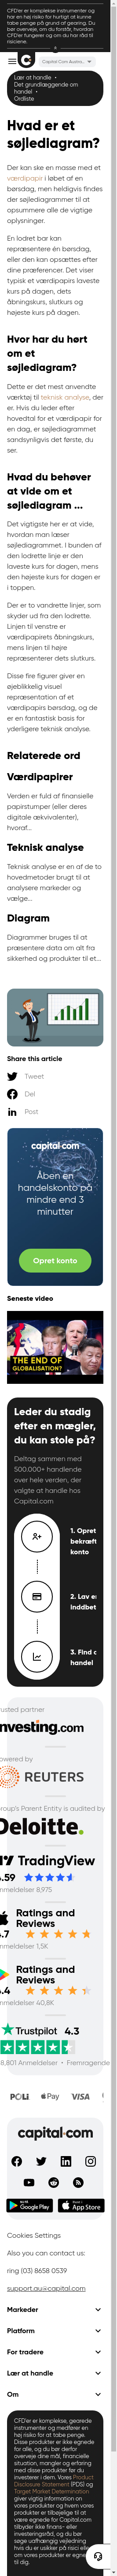 CFD'er er komplekse instrumenter og
har en høj risiko for hurtigt at kunne
tabe penge på grund af gearing. Du
bør overveje, om du forstår, hvordan
CFD'er fungerer og om du har råd til
risiciene.
Capital Com Austra...
Lær at handle •
Det grundlæggende om
handel •
Ordliste
Hvad er et
søjlediagram?
Det kan være en masse med et
værdipapir i løbet af en
handelsdag, men heldigvis findes
der søjlediagrammet til at
opsummere alle de vigtige
oplysninger.
En lodret bar kan
repræsentere én børsdag,
eller den kan opdateres efter
ti prøveperioder. Den viser
typisk et værdipapirs laveste
kurs på dagen, dets
åbningskurs, slutkurs og
højeste kurs på dagen.
Hvor har du hørt
om et
søjlediagram?
Dette er det mest anvendte
værktøj til teknisk analyse, der
er. Hvis du leder efter
hovedtal for et værdipapir for
en dag, er søjlediagrammet
sandsynligvis det første, du
ser.
Hvad du behøver
at vide om et
søjlediagram ...
Det vigtigste her er at vide,
hvordan man læser
søjlediagrammet. I bunden af
den lodrette linje er den
laveste kurs for dagen, mens
den højeste kurs for dagen er
i toppen.
Der er to vandrette linjer, som
skyder ud fra den lodrette.
Linjen til venstre er
værdipapirets åbningskurs,
mens linjen til højre
repræsenterer dets slutkurs.
Disse fire figurer giver en
øjeblikkelig visuel
repræsentation af et
værdipapirs børsdag, og de
er en fantastisk basis for
yderligere teknisk analyse.
Relaterede ord
Værdipapirer
Verden er fuld af finansielle
papirstumper (eller deres
digitale ækvivalenter),
hvoraf...
Teknisk analyse
Teknisk analyse er en af de to
hovedmetoder brugt til at
analysere markeder og
vælge...
Diagram
Diagrammer bruges til at
præsentere data om alt fra
sikkerhed og produkter til et...
Share this article
Tweet
Del
Post
capital.com
Åben en
handelskonto på
mindre end 3
minutter
Opret konto
Seneste video
THE END OF
GLOBALISATION?
Leder du stadig
efter en mægler,
du kan stole på?
Deltag sammen med
500.000+ handlende
over hele verden, der
valgte at handle hos
Capital.com
1. Opret
bekræft
konto
2. Lav en
indbet
3. Find
handel
usted partner
nvesting.com
owered by
REUTERS
roup's Parent Entity is audited by
Deloitte.
TradingView
.59
nmeldelser 8,975
Ratings and
Reviews
4.7
nmeldelser 1,5K
Ratings and
Reviews
4.4
nmeldelser 40,8K
Trustpilot 4.3
8.801 Anmeldelser • Fremragende
POLi
Pay
VISA
capital.com
Google Play
App Store
Cookies Settings
Also you can contact us:
ring (03) 8658 0539
support.au@capital.com
Markeder
Platform
For tradere
Lær at handle
Om
CFD'er er komplekse, gearede
instrumenter og medfører en
høj risiko for at tabe penge.
Disse produkter er ikke egnede
for alle, og du bør derfor
overveje dine mål, finansielle
situation, mangler og erfaring
med disse produkter før du
investerer i dem. Vores Product
Disclosure Statement (PDS) og
Target Market Determination
giver vigtig information om
vores produkter og hvem vores
produkter er tilbøjelige til at
være egnede for Capital.com
tilbyder ikke finans- eller
investeringsråd, og du bør
søge uafhængig vejledning
hvis du er usikker på risici eller
om vores produkter er egnede
til dig.